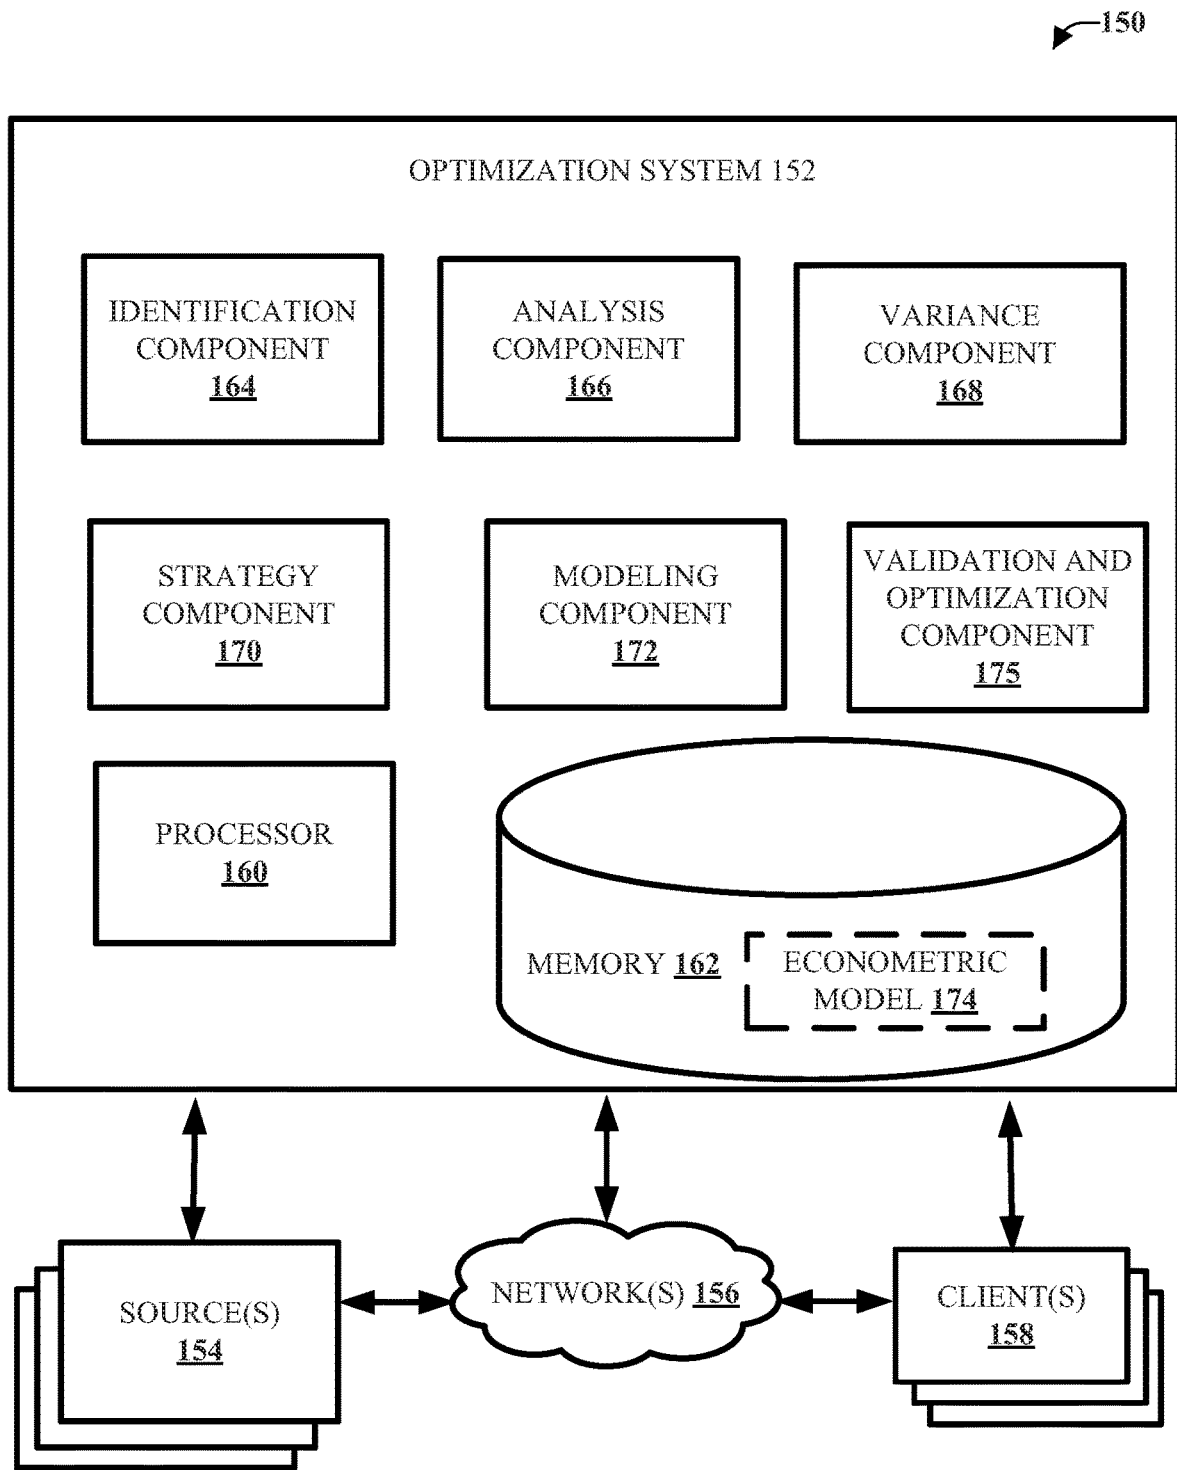 150
OPTIMIZATION SYSTEM 152
IDENTIFICATION
COMPONENT
164
ANALYSIS
COMPONENT
166
VARIANCE
COMPONENT
168
STRATEGY
COMPONENT
170
MODELING
COMPONENT
172
VALIDATION AND
OPTIMIZATION
COMPONENT
175
PROCESSOR
160
MEMORY 162
ECONOMETRIC
MODEL 174
SOURCE(S)
154
NETWORK(S) 156
CLIENT(S)
158